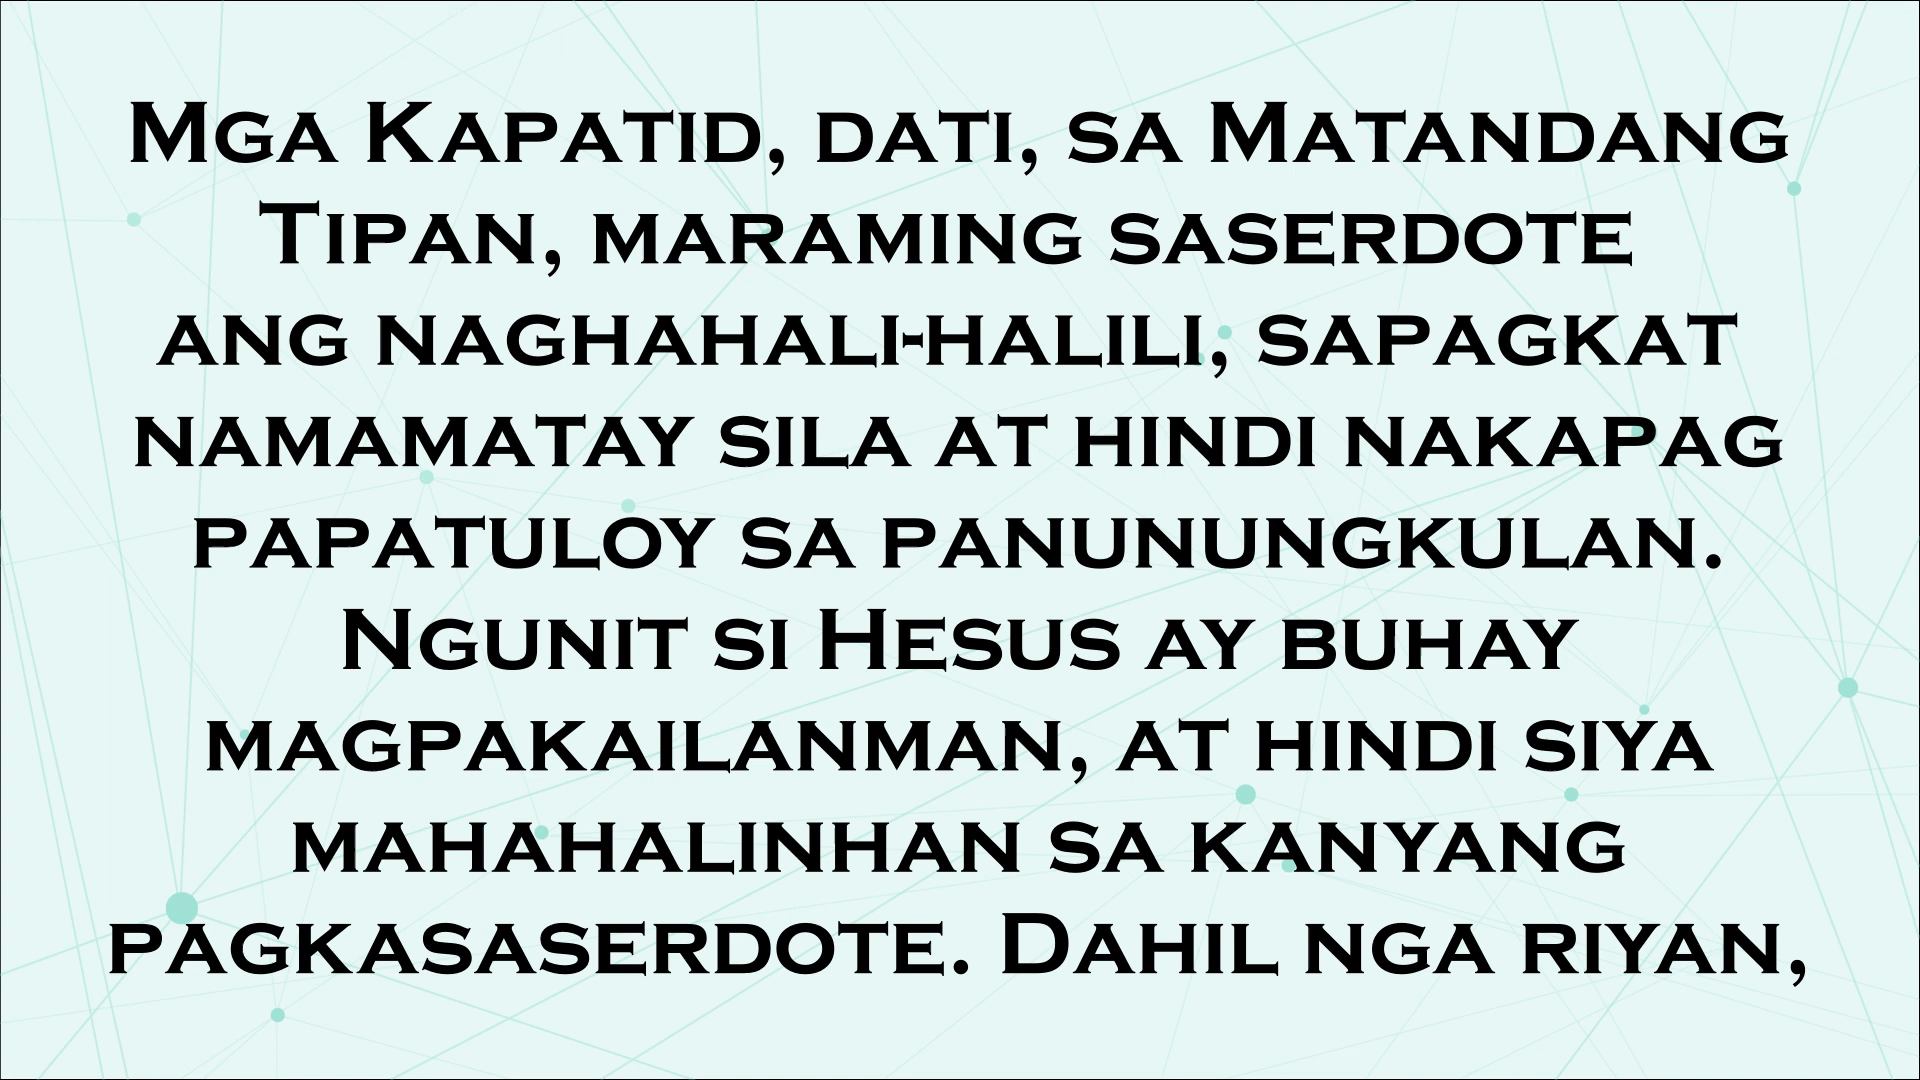 Mga Kapatid, dati, sa Matandang
Tipan, maraming saserdote
ang naghahali-halili, sapagkat
namamatay sila at hindi nakapag
papatuloy sa panunungkulan.
Ngunit si Hesus ay buhay
magpakailanman, at hindi siya
mahahalinhan sa kanyang
pagkasaserdote. Dahil nga riyan,